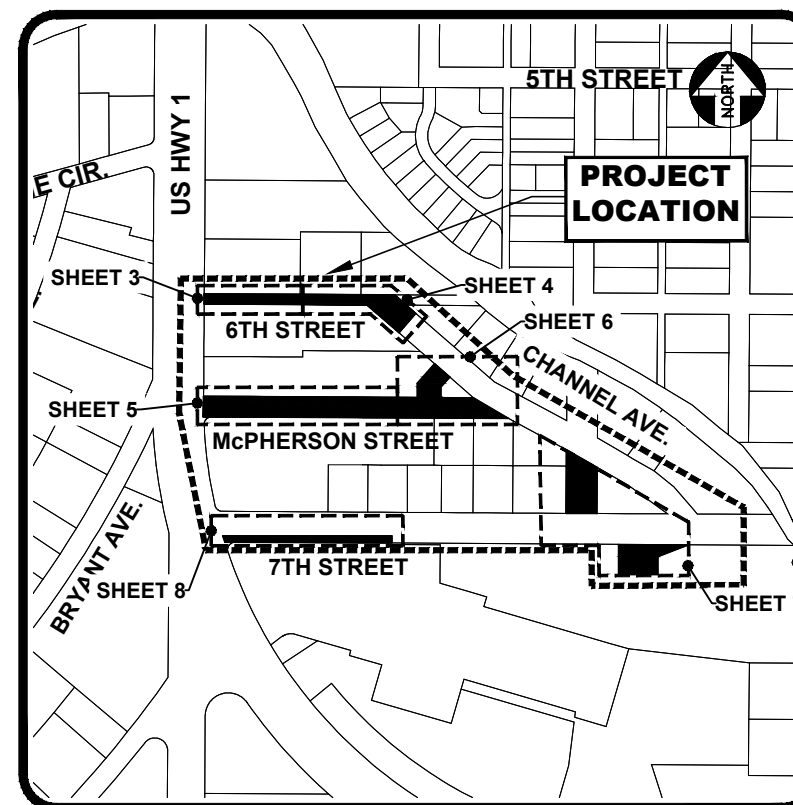 5TH STREET
NORTH
US HWY 1
E CIR.
PROJECT
LOCATION
SHEET 3
SHEET 4
6TH STREET
SHEET 6
CHANNEL AVE.
SHEET 5
McPHERSON STREET
BRYANT AVE.
7TH STREET
SHEET 8
SHEET